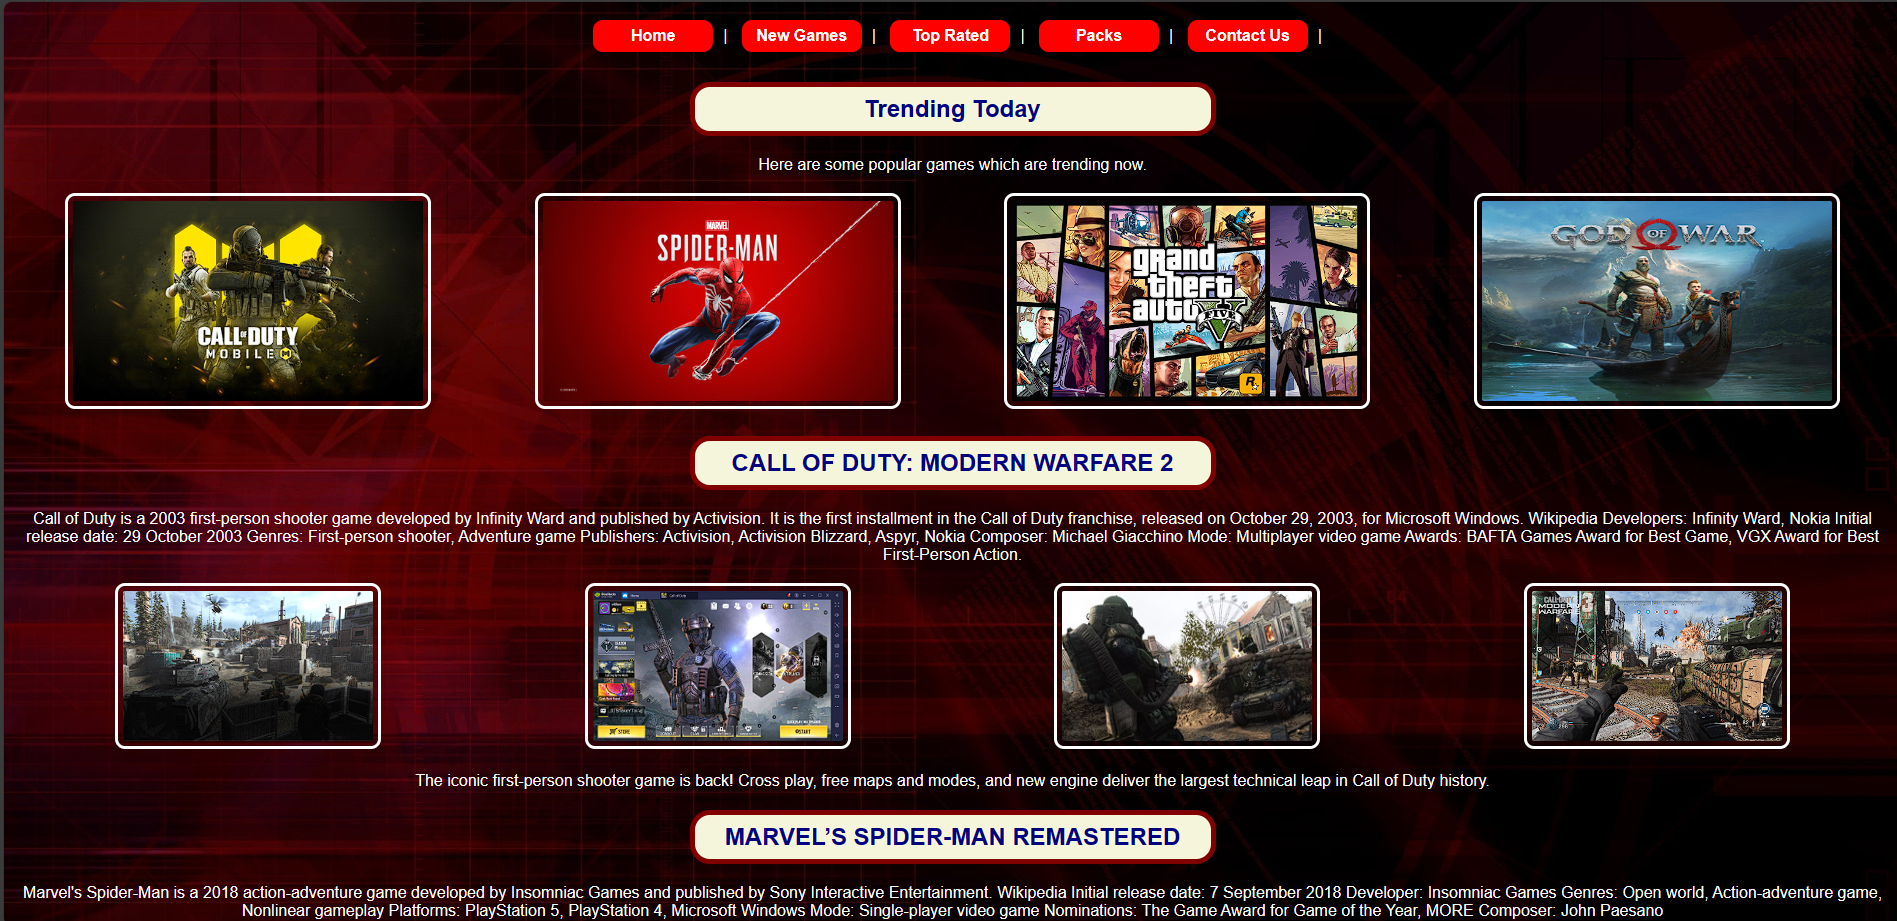 Home | New Games | Top Rated | Packs | Contact Us |
Trending Today
Here are some popular games which are trending now.
CALL OF DUTY
MOBILE
MARVEL
SPIDER-MAN
grand
theft
auto
FIVE
GOD OF WAR
CALL OF DUTY: MODERN WARFARE 2
Call of Duty is a 2003 first-person shooter game developed by Infinity Ward and published by Activision. It is the first installment in the Call of Duty franchise, released on October 29, 2003, for Microsoft Windows. Wikipedia Developers: Infinity Ward, Nokia Initial
release date: 29 October 2003 Genres: First-person shooter, Adventure game Publishers: Activision, Activision Blizzard, Aspyr, Nokia Composer: Michael Giacchino Mode: Multiplayer video game Awards: BAFTA Games Award for Best Game, VGX Award for Best
First-Person Action.
STORE
START
CALL OF DUTY
MODERN
WARFARE 3
The iconic first-person shooter game is back! Cross play, free maps and modes, and new engine deliver the largest technical leap in Call of Duty history.
MARVEL’S SPIDER-MAN REMASTERED
Marvel's Spider-Man is a 2018 action-adventure game developed by Insomniac Games and published by Sony Interactive Entertainment. Wikipedia Initial release date: 7 September 2018 Developer: Insomniac Games Genres: Open world, Action-adventure game,
Nonlinear gameplay Platforms: PlayStation 5, PlayStation 4, Microsoft Windows Mode: Single-player video game Nominations: The Game Award for Game of the Year, MORE Composer: John Paesano